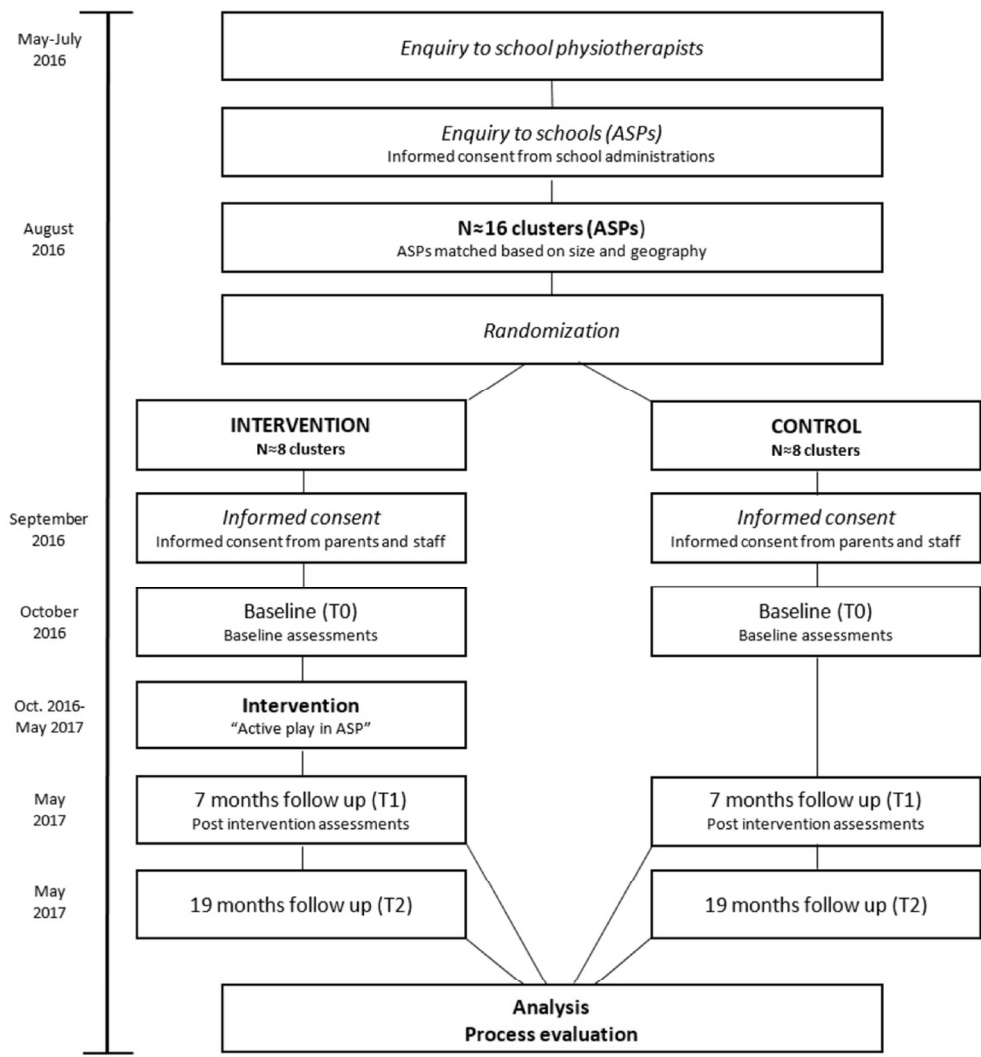 May-July
2016
Enquiry to school physiotherapists
Enquiry to schools (ASPs)
Informed consent from school administrations
August
2016
N≈16 clusters (ASPs)
ASPs matched based on size and geography
Randomization
INTERVENTION
N≈8 clusters
CONTROL
N≈8 clusters
September
2016
Informed consent
Informed consent from parents and staff
Informed consent
Informed consent from parents and staff
October
2016
Baseline (T0)
Baseline assessments
Baseline (T0)
Baseline assessments
Oct. 2016-
May 2017
Intervention
“Active play in ASP”
May
2017
7 months follow up (T1)
Post intervention assessments
7 months follow up (T1)
Post intervention assessments
May
2017
19 months follow up (T2)
19 months follow up (T2)
Analysis
Process evaluation